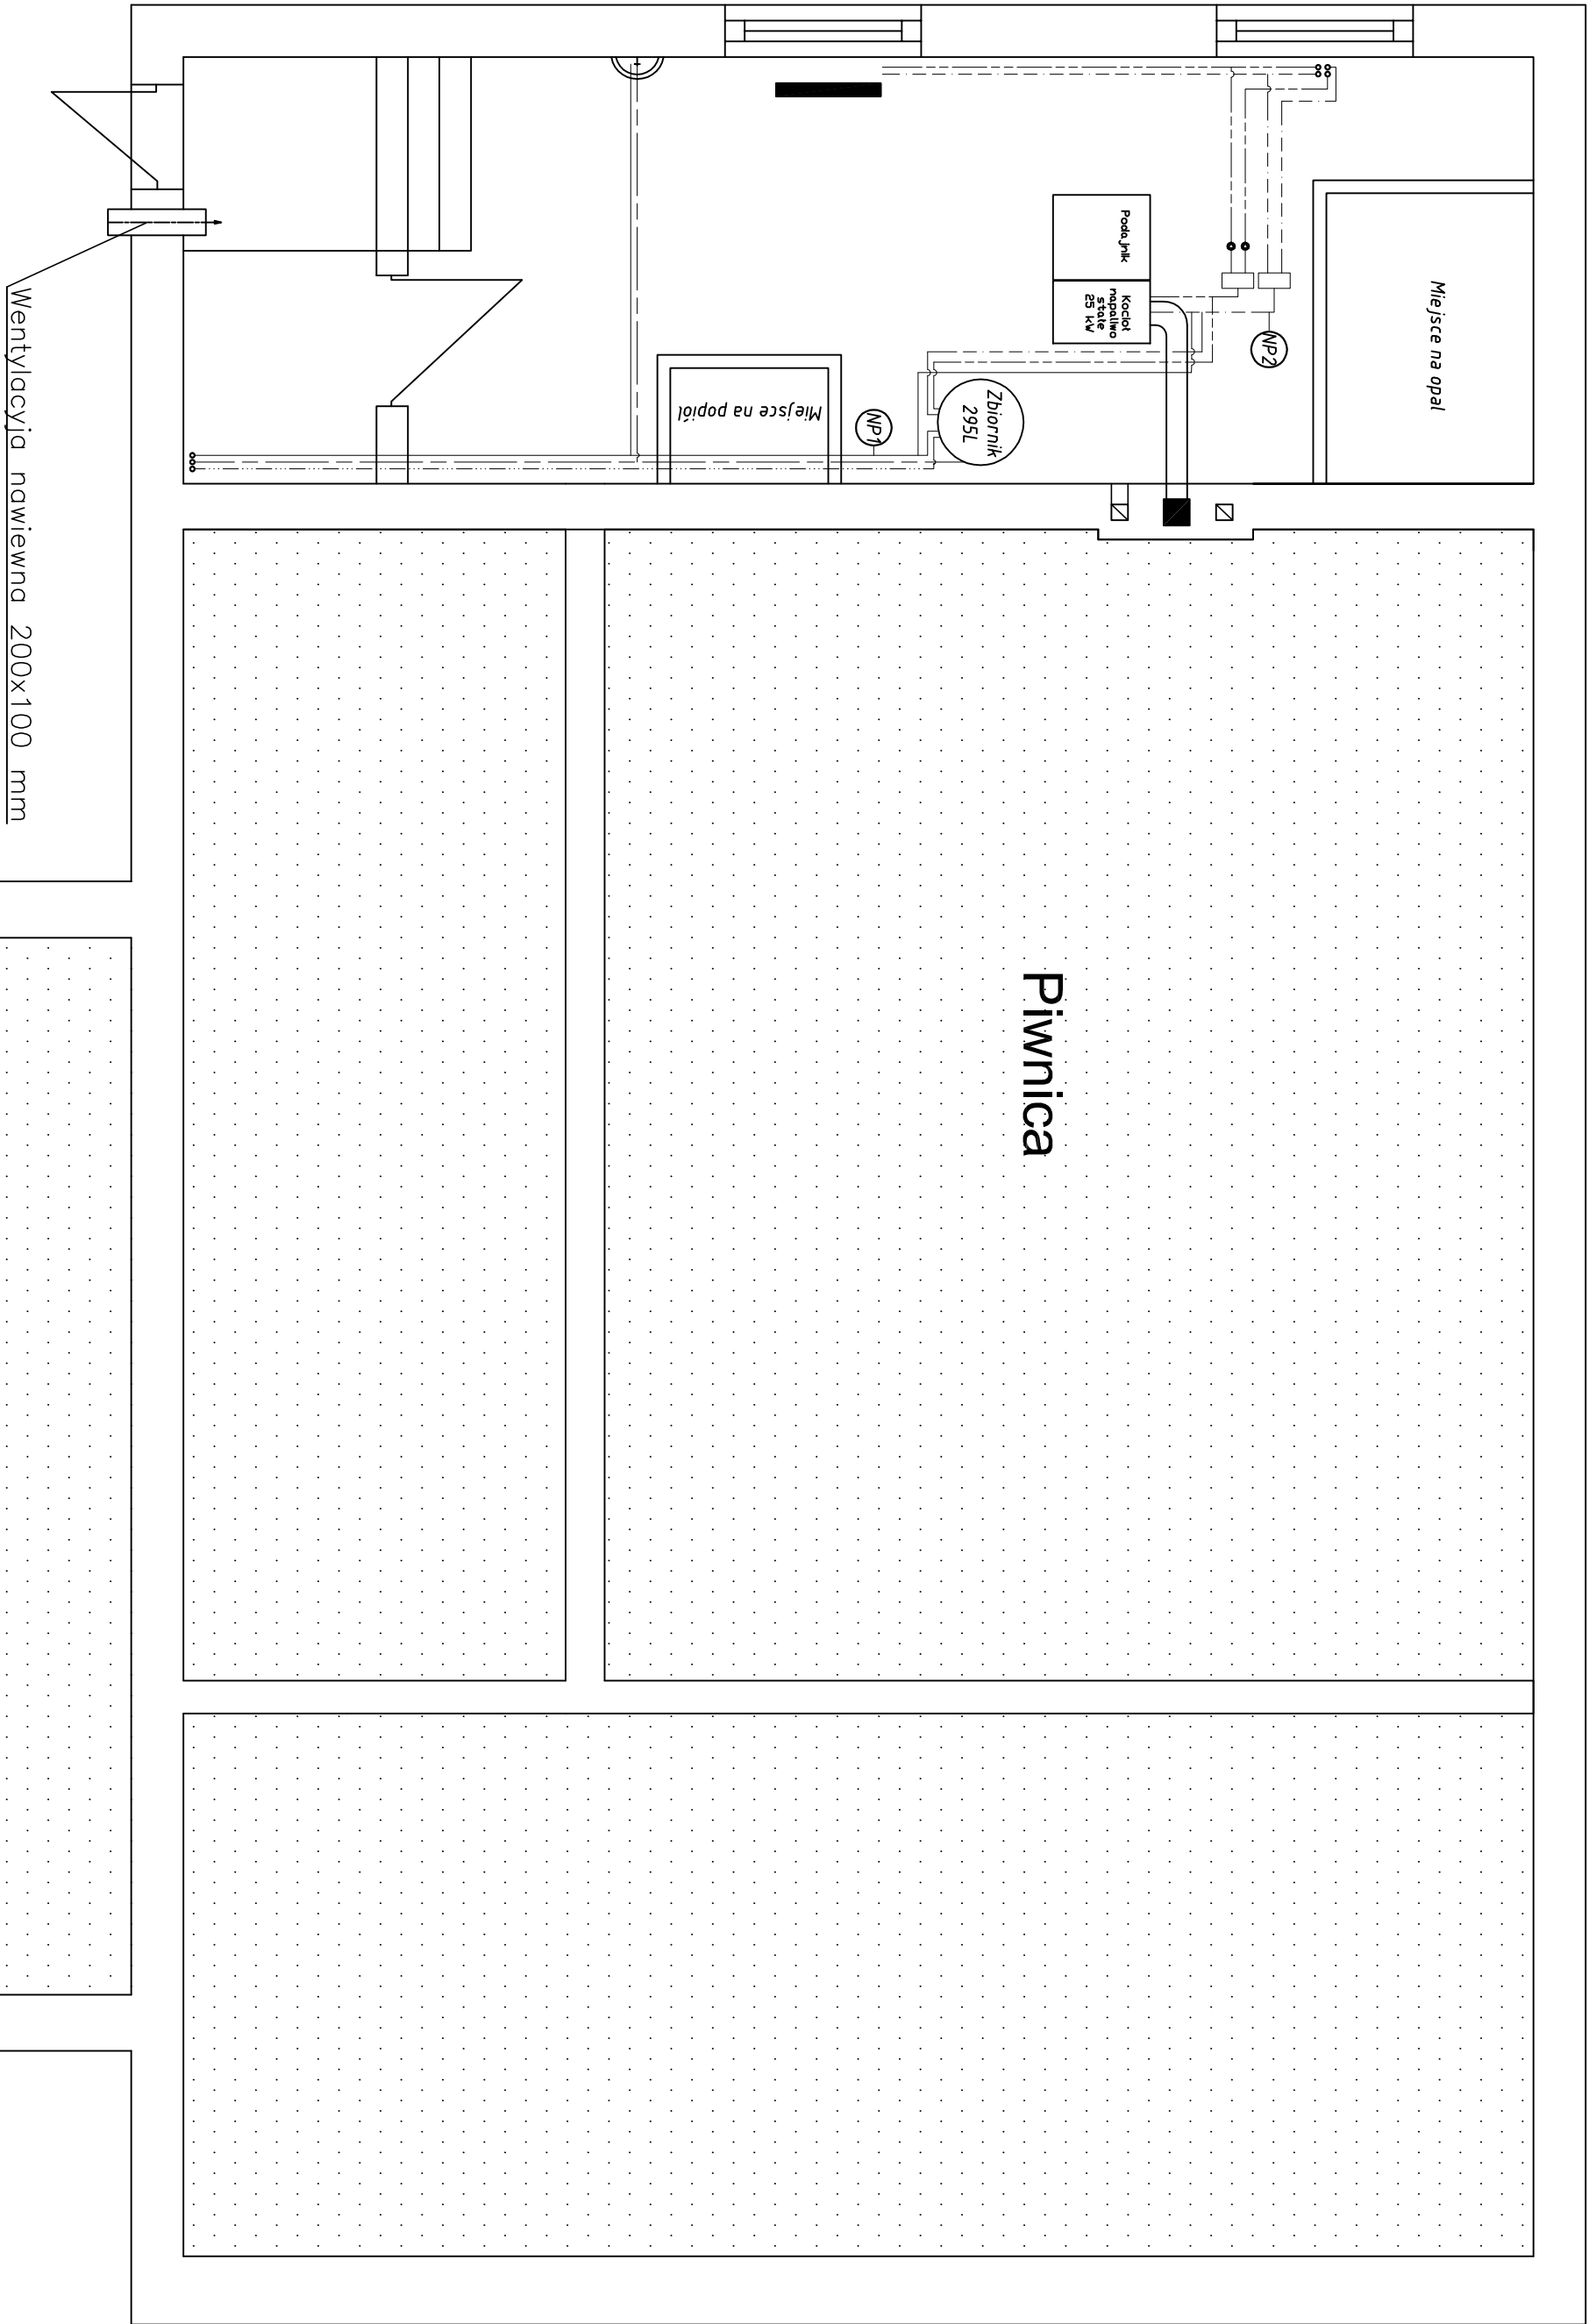 Miejsce na opał
Podajnik
Kocioł
napaliwo
stałe
25 kW
NP2
Zbiornik
295L
NP1
Miejsce na popiół
Piwnica
Wentylacyja nawiewna 200x100 mm